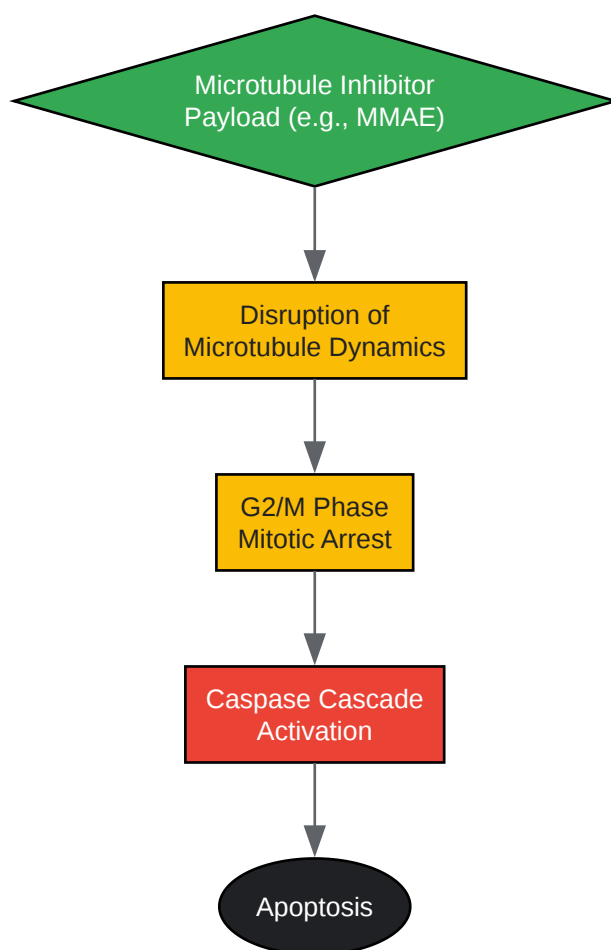 Microtubule Inhibitor
Payload (e.g., MMAE)
Disruption of
Microtubule Dynamics
G2/M Phase
Mitotic Arrest
Caspase Cascade
Activation
Apoptosis